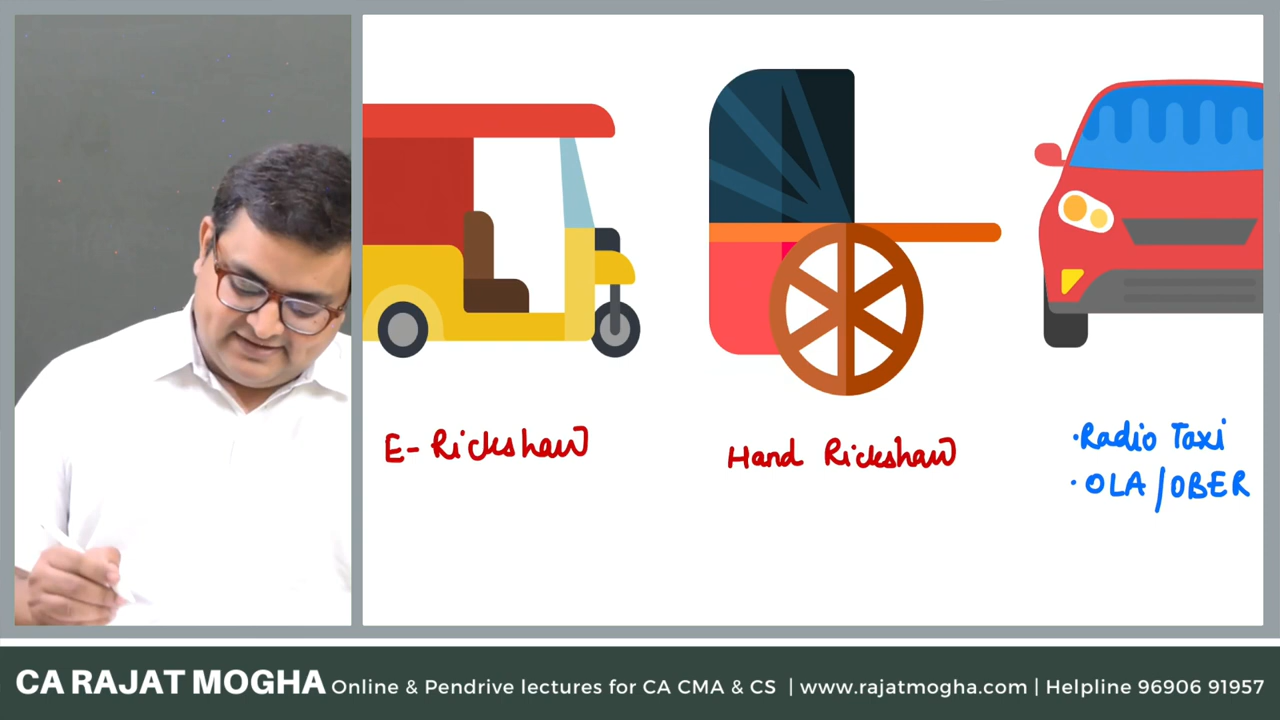 E-Rickshaw
Hand Rickshaw
·Radio Taxi
·OLA/OBER
CA RAJAT MOGHA Online & Pendrive lectures for CA CMA & CS | www.rajatmogha.com | Helpline 96906 91957